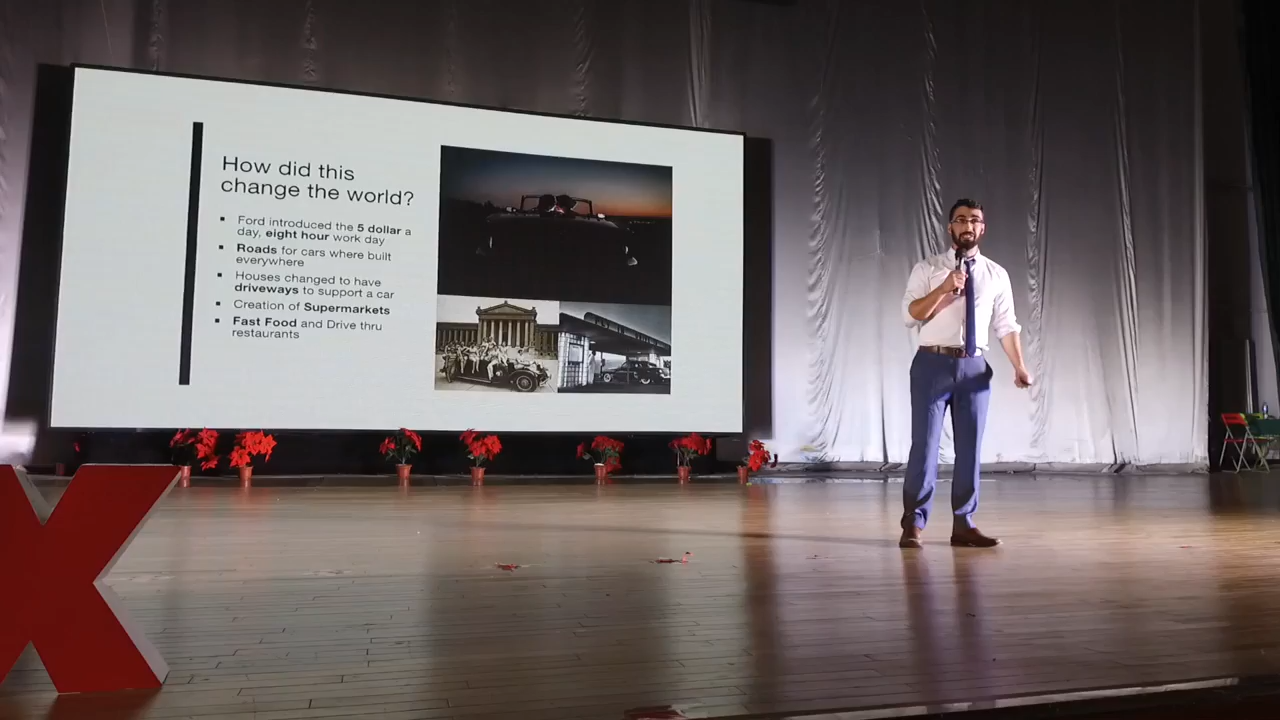 How did this
change the world?
▪ Ford introduced the 5 dollar a
day, eight hour work day
▪ Roads for cars where built
everywhere
▪ Houses changed to have
driveways to support a car
▪ Creation of Supermarkets
▪ Fast Food and Drive thru
restaurants
X